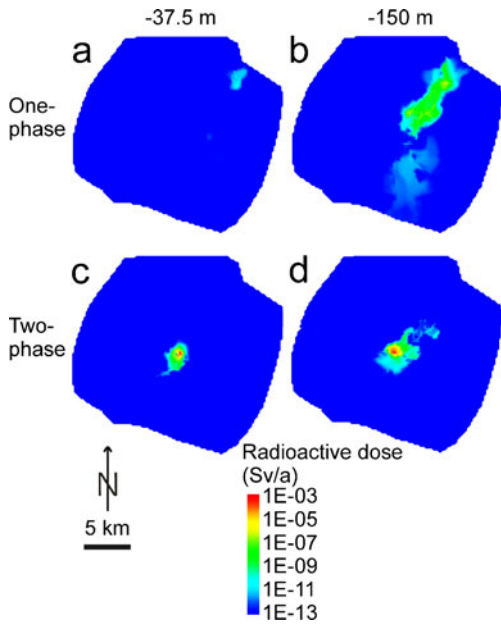 -37.5 m -150 m
a b
One-
phase
c d
Two-
phase
N
5 km
Radioactive dose
(Sv/a)
1E-03
1E-05
1E-07
1E-09
1E-11
1E-13